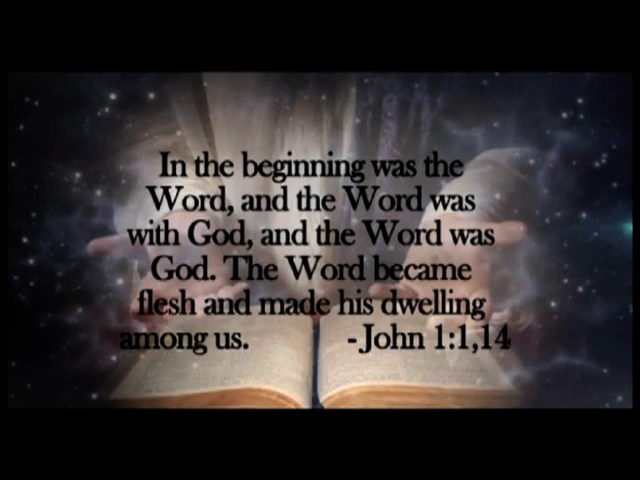 In the beginning was the
Word, and the Word was
with God, and the Word was
God. The Word became
flesh and made his dwelling
among us. -John 1:1,14